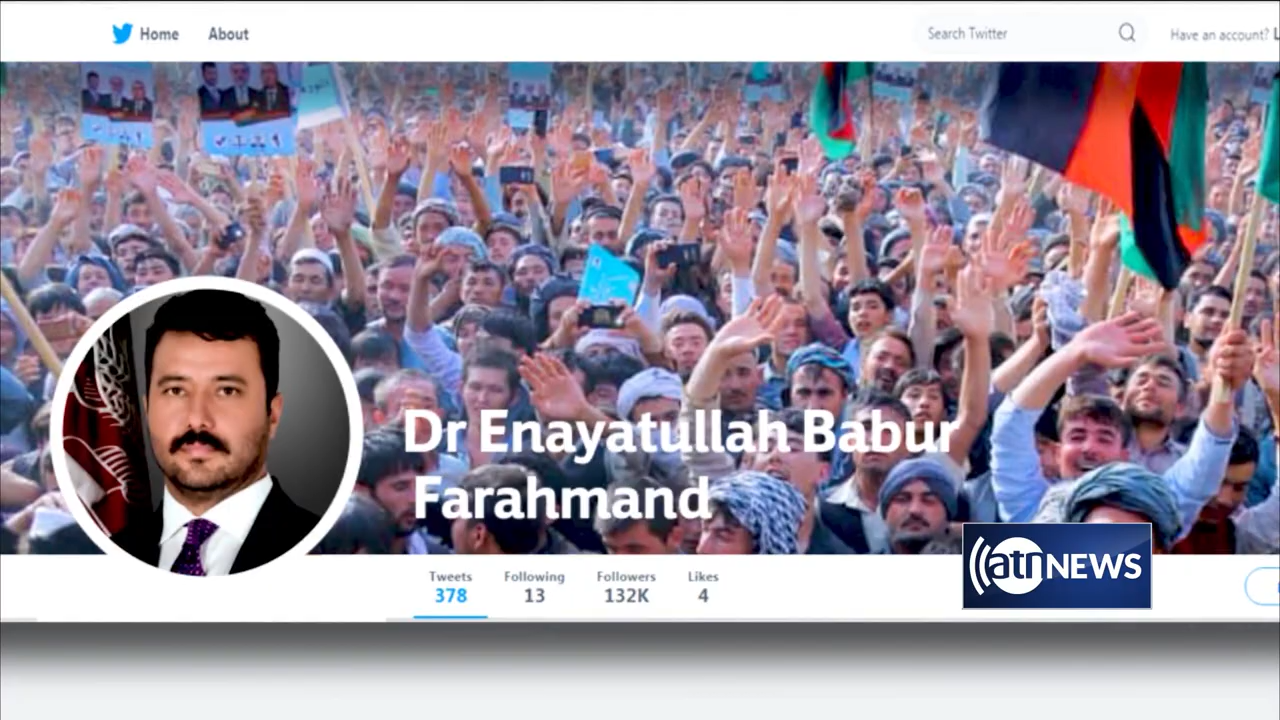 Home About Search Twitter Have an account? L
Dr Enayatullah Babur
Farahmand
Tweets Following Followers Likes
378 13 132K 4
atn NEWS